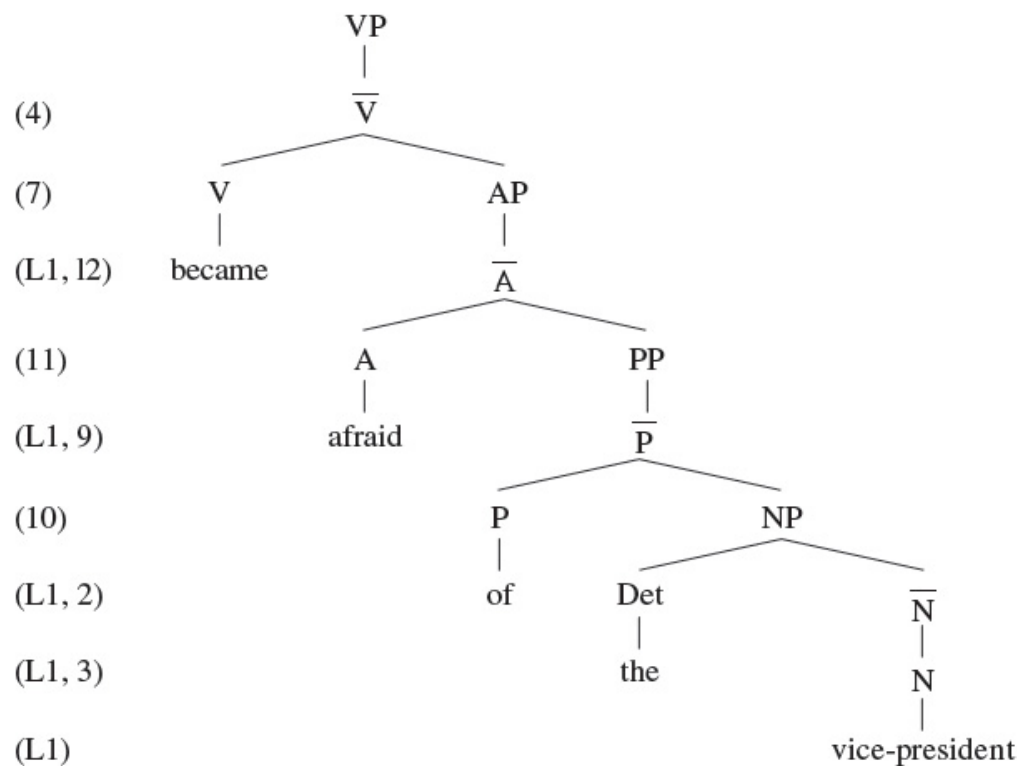 VP
(4) V̅
(7) V AP
(L1, l2) became A̅
(11) A PP
(L1, 9) afraid P̅
(10) P NP
(L1, 2) of Det N̅
(L1, 3) the N
(L1) vice-president